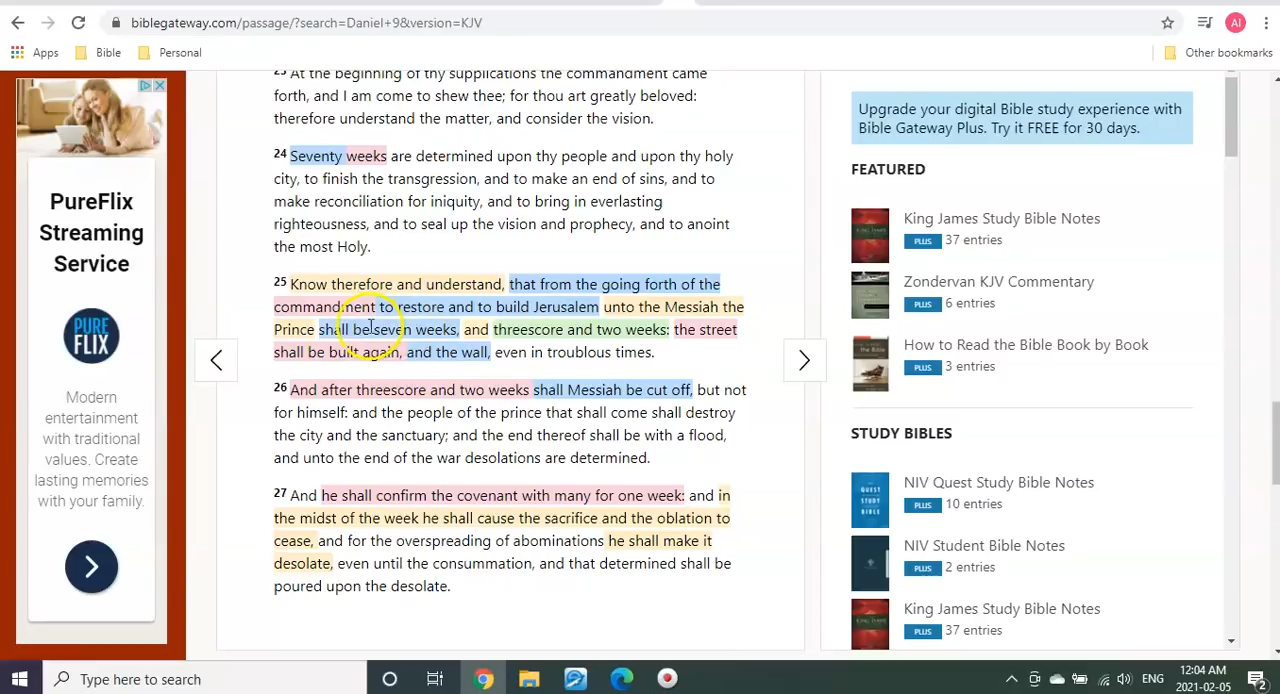 biblegateway.com/passage/?search=Daniel+9&version=KJV
AI
Apps
Bible
Personal
Other bookmarks
PureFlix
Streaming
Service
PURE
FLIX
Modern
entertainment
with traditional
values. Create
lasting memories
with your family.
25 At the beginning of thy supplications the commandment came
forth, and I am come to shew thee; for thou art greatly beloved:
therefore understand the matter, and consider the vision.
24 Seventy weeks are determined upon thy people and upon thy holy
city, to finish the transgression, and to make an end of sins, and to
make reconciliation for iniquity, and to bring in everlasting
righteousness, and to seal up the vision and prophecy, and to anoint
the most Holy.
25 Know therefore and understand, that from the going forth of the
commandment to restore and to build Jerusalem unto the Messiah the
Prince shall be seven weeks, and threescore and two weeks: the street
shall be built again, and the wall, even in troublous times.
26 And after threescore and two weeks shall Messiah be cut off, but not
for himself: and the people of the prince that shall come shall destroy
the city and the sanctuary; and the end thereof shall be with a flood,
and unto the end of the war desolations are determined.
27 And he shall confirm the covenant with many for one week: and in
the midst of the week he shall cause the sacrifice and the oblation to
cease, and for the overspreading of abominations he shall make it
desolate, even until the consummation, and that determined shall be
poured upon the desolate.
Upgrade your digital Bible study experience with
Bible Gateway Plus. Try it FREE for 30 days.
FEATURED
King James Study Bible Notes
PLUS 37 entries
Zondervan KJV Commentary
PLUS 6 entries
How to Read the Bible Book by Book
PLUS 3 entries
STUDY BIBLES
NIV Quest Study Bible Notes
PLUS 10 entries
NIV Student Bible Notes
PLUS 2 entries
King James Study Bible Notes
PLUS 37 entries
Type here to search
ENG
12:04 AM
2021-02-05
2